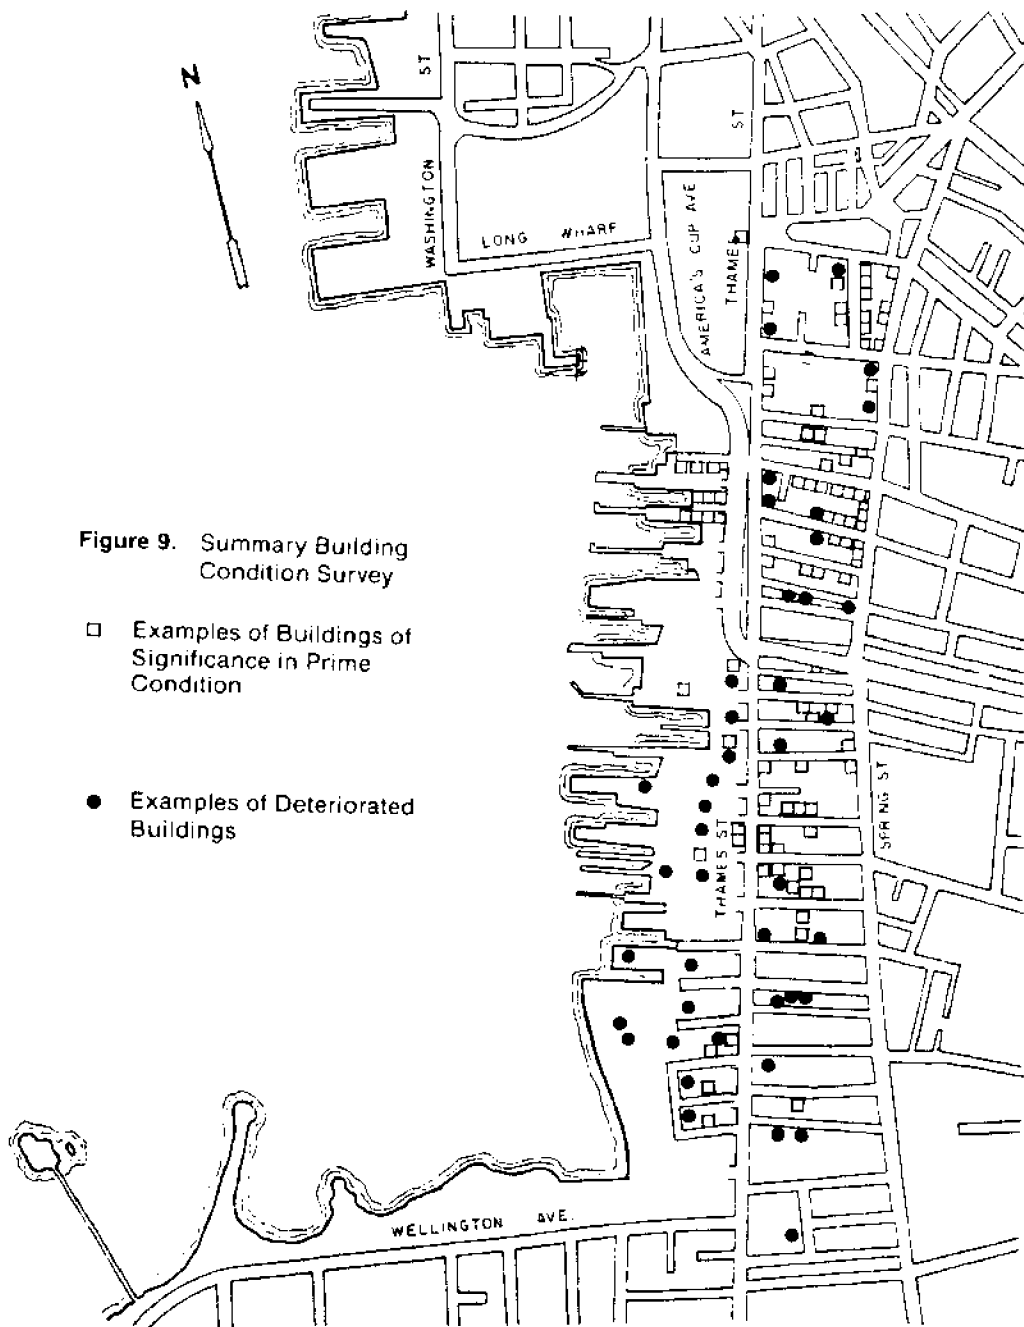 N
ST
WASHINGTON
LONG WHARF
AMERICA'S CUP AVE
THAMES
ST
Figure 9. Summary Building
Condition Survey
Examples of Buildings of
Significance in Prime
Condition
Examples of Deteriorated
Buildings
THAMES ST
SPRING ST
WELLINGTON AVE.